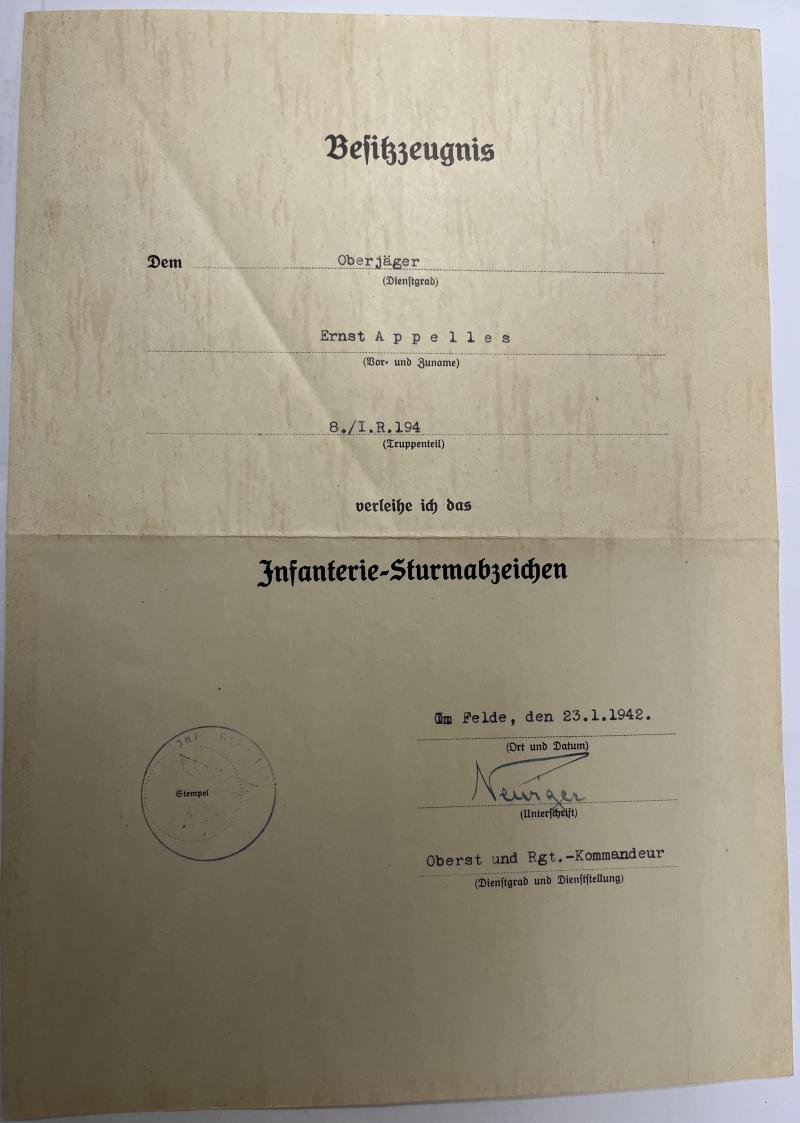 Besitzzeugnis
Dem Oberjäger
(Dienstgrad)
Ernst A p p e l l e s
(Vor- und Zuname)
8./I.R.194
(Truppenteil)
verleihe ich das
Infanterie-Sturmabzeichen
Im Felde, den 23.1.1942.
(Ort und Datum)
(Unterschrift)
Oberst und Rgt.-Kommandeur
(Dienstgrad und Dienststellung)
Stempel